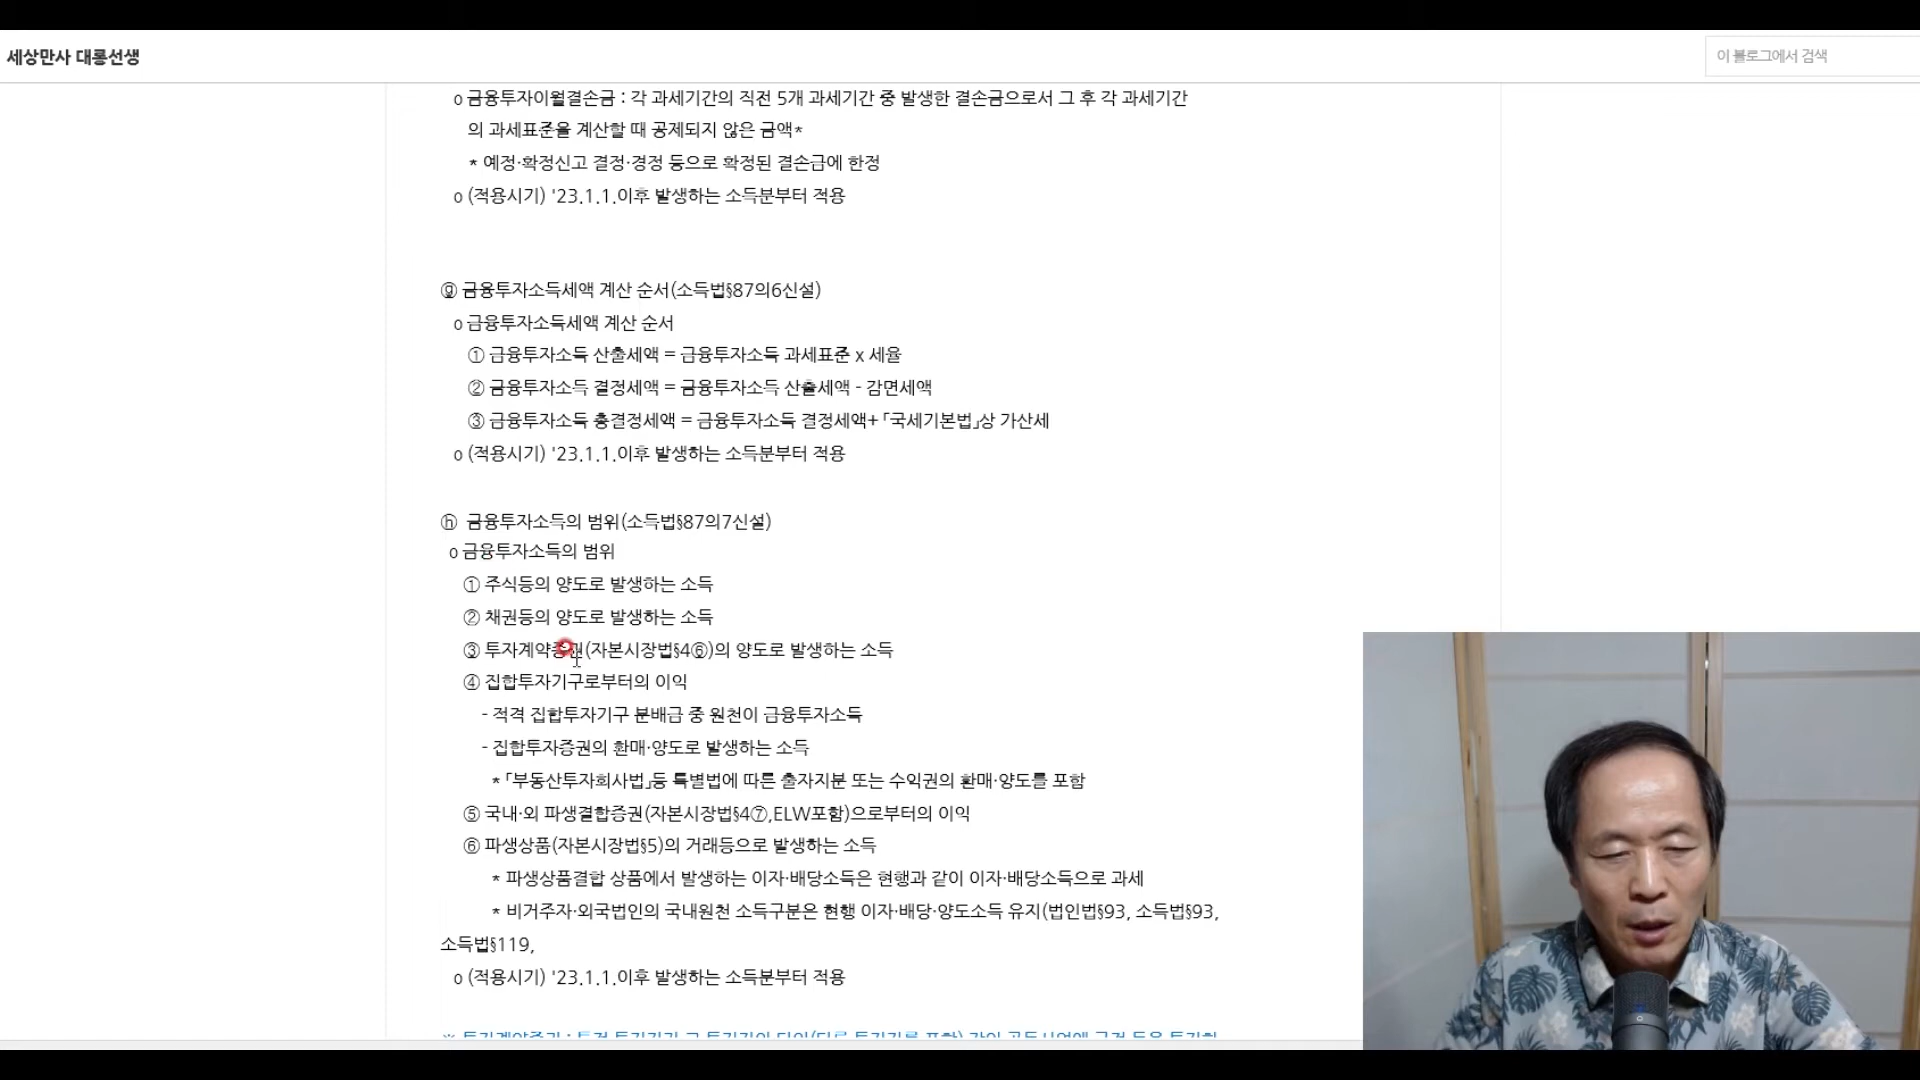 세상만사 대롱선생
이 블로그에서 검색
o 금융투자이월결손금 : 각 과세기간의 직전 5개 과세기간 중 발생한 결손금으로서 그 후 각 과세기간
의 과세표준을 계산할 때 공제되지 않은 금액*
* 예정·확정신고 결정·경정 등으로 확정된 결손금에 한정
o (적용시기) '23.1.1.이후 발생하는 소득분부터 적용
ⓖ 금융투자소득세액 계산 순서(소득법§87의6신설)
o 금융투자소득세액 계산 순서
① 금융투자소득 산출세액 = 금융투자소득 과세표준 x 세율
② 금융투자소득 결정세액 = 금융투자소득 산출세액 - 감면세액
③ 금융투자소득 총결정세액 = 금융투자소득 결정세액+「국세기본법」상 가산세
o (적용시기) '23.1.1.이후 발생하는 소득분부터 적용
ⓗ 금융투자소득의 범위(소득법§87의7신설)
o 금융투자소득의 범위
① 주식등의 양도로 발생하는 소득
② 채권등의 양도로 발생하는 소득
③ 투자계약증권(자본시장법§4⑥)의 양도로 발생하는 소득
④ 집합투자기구로부터의 이익
- 적격 집합투자기구 분배금 중 원천이 금융투자소득
- 집합투자증권의 환매·양도로 발생하는 소득
* 「부동산투자회사법」등 특별법에 따른 출자지분 또는 수익권의 환매·양도를 포함
⑤ 국내·외 파생결합증권(자본시장법§4⑦,ELW포함)으로부터의 이익
⑥ 파생상품(자본시장법§5)의 거래등으로 발생하는 소득
* 파생상품결합 상품에서 발생하는 이자·배당소득은 현행과 같이 이자·배당소득으로 과세
* 비거주자·외국법인의 국내원천 소득구분은 현행 이자·배당·양도소득 유지(법인법§93, 소득법§93,
소득법§119,
o (적용시기) '23.1.1.이후 발생하는 소득분부터 적용